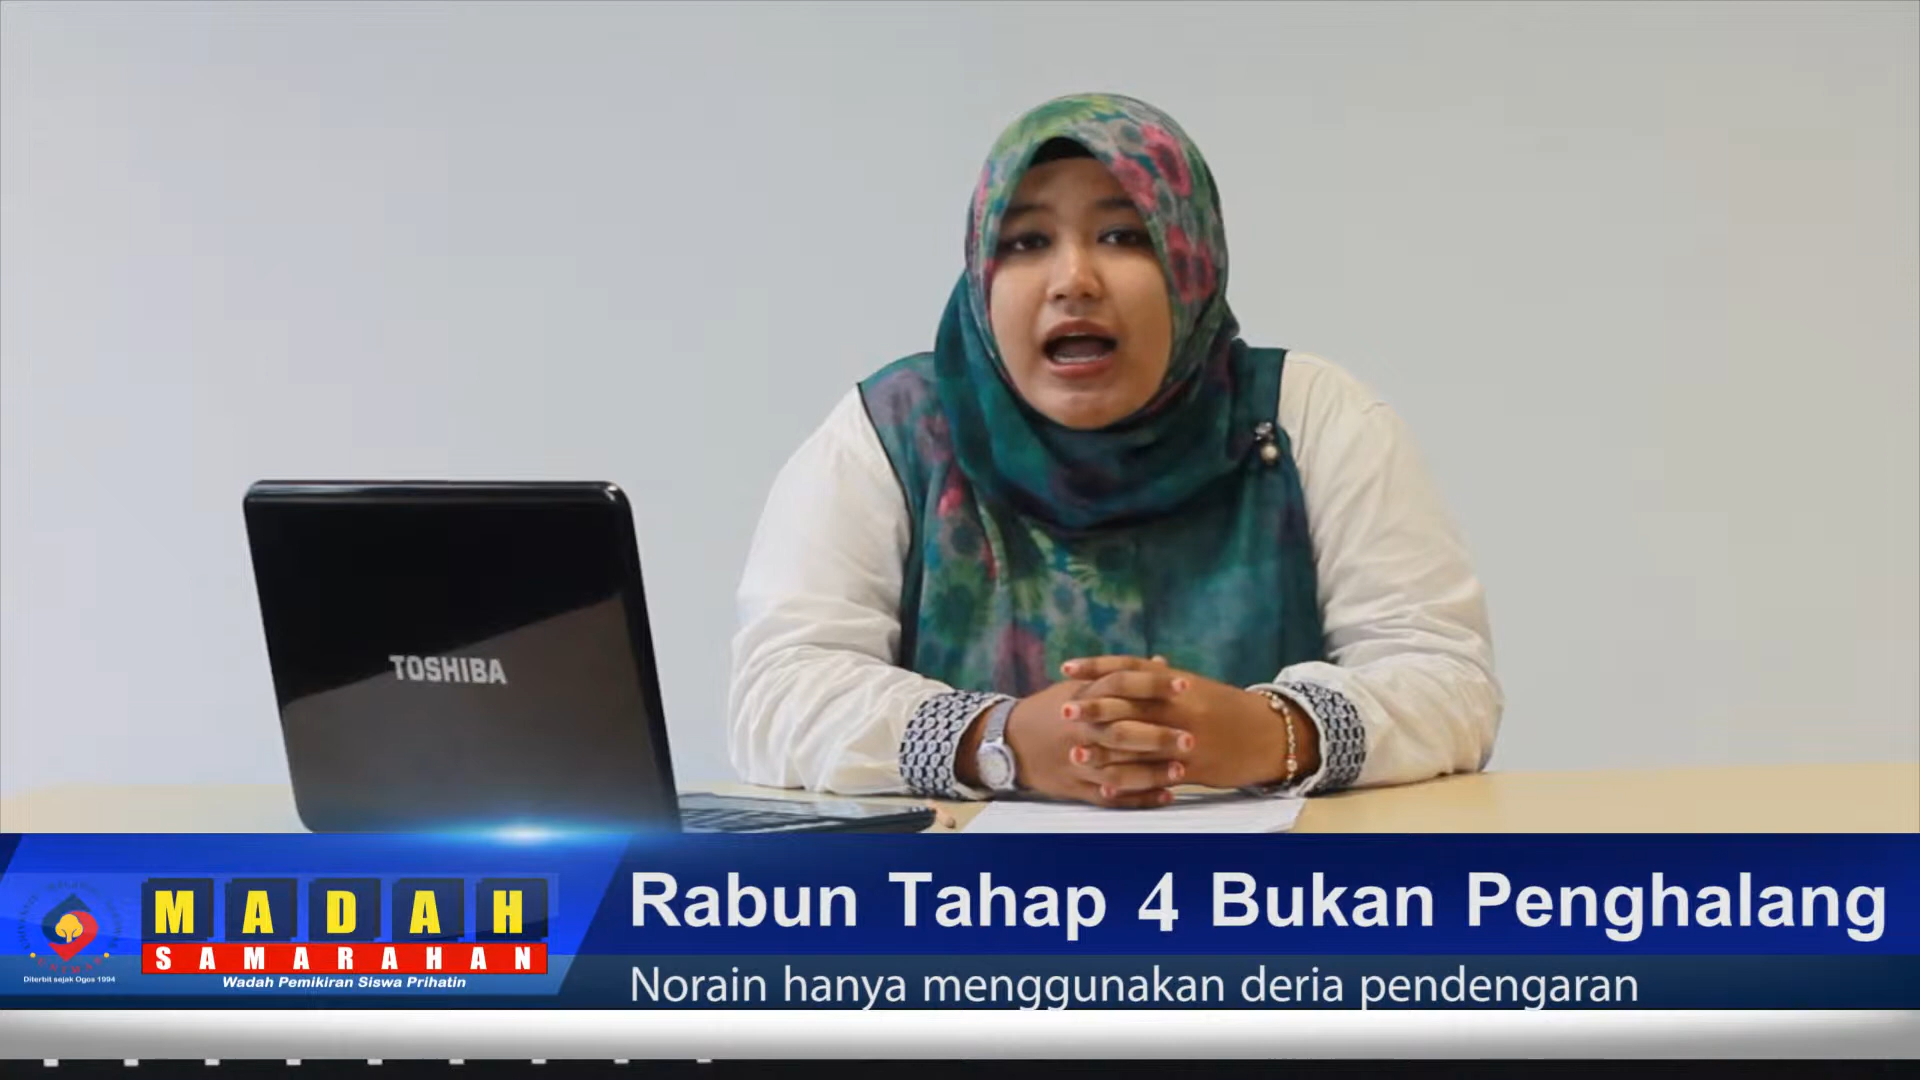 TOSHIBA
MADAH
SAMARAHAN
Wadah Pemikiran Siswa Prihatin
Diterbit sejak Ogos 1994
Rabun Tahap 4 Bukan Penghalang
Norain hanya menggunakan deria pendengaran